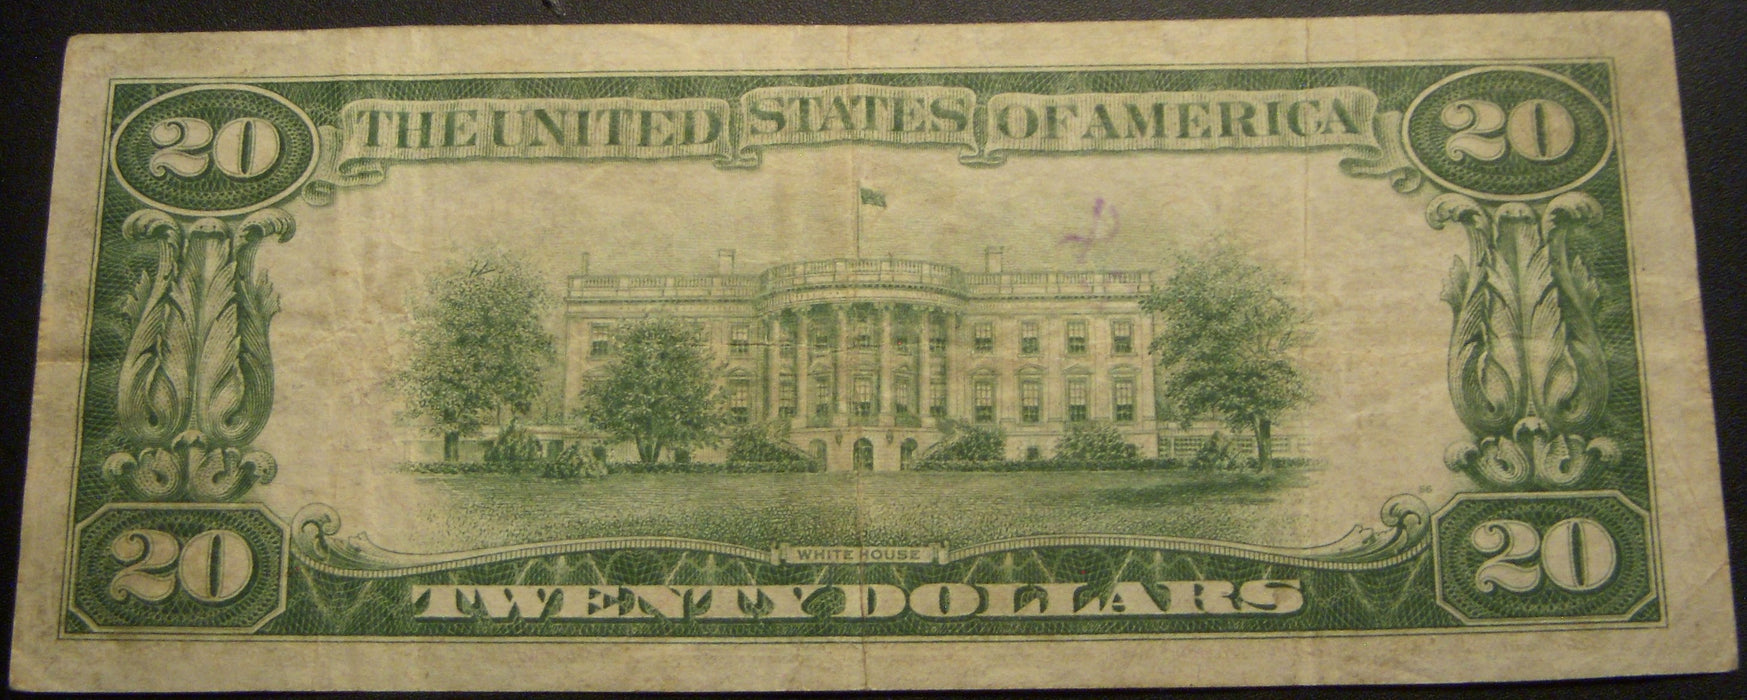 20 THE UNITED STATES OF AMERICA 20
WHITE HOUSE
20 TWENTY DOLLARS 20